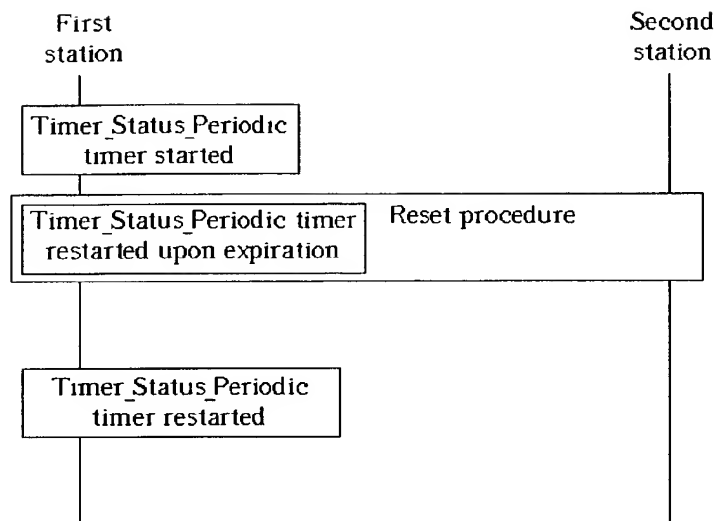 First
station
Second
station
Timer_Status_Periodic
timer started
Timer_Status_Periodic timer
restarted upon expiration
Reset procedure
Timer_Status_Periodic
timer restarted